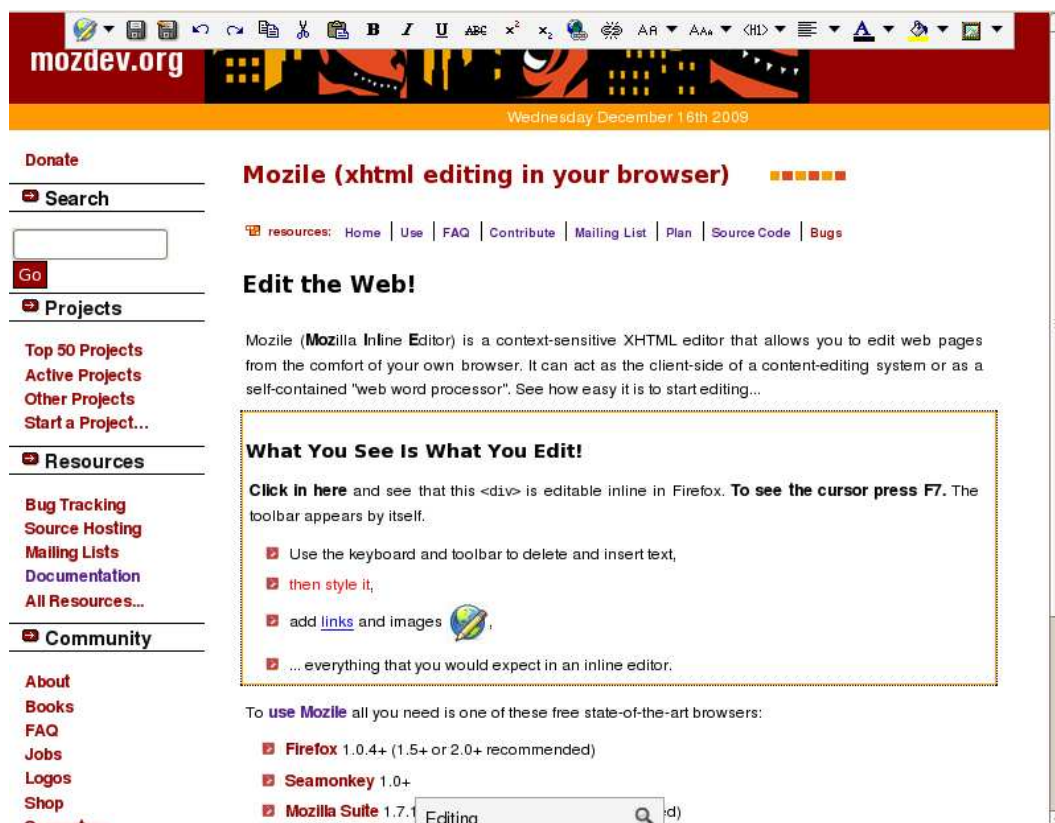 B I U ABC x² x₂ AA AAA <H1> A
mozdev.org
Wednesday December 16th 2009
Donate
Search
Go
Projects
Top 50 Projects
Active Projects
Other Projects
Start a Project...
Resources
Bug Tracking
Source Hosting
Mailing Lists
Documentation
All Resources...
Community
About
Books
FAQ
Jobs
Logos
Shop
Mozile (xhtml editing in your browser)
resources: Home | Use | FAQ | Contribute | Mailing List | Plan | Source Code | Bugs
Edit the Web!
Mozile (Mozilla Inline Editor) is a context-sensitive XHTML editor that allows you to edit web pages
from the comfort of your own browser. It can act as the client-side of a content-editing system or as a
self-contained "web word processor". See how easy it is to start editing...
What You See Is What You Edit!
Click in here and see that this <div> is editable inline in Firefox. To see the cursor press F7. The
toolbar appears by itself.
Use the keyboard and toolbar to delete and insert text,
then style it,
add links and images ,
... everything that you would expect in an inline editor.
To use Mozile all you need is one of these free state-of-the-art browsers:
Firefox 1.0.4+ (1.5+ or 2.0+ recommended)
Seamonkey 1.0+
Mozilla Suite 1.7.1
Editing